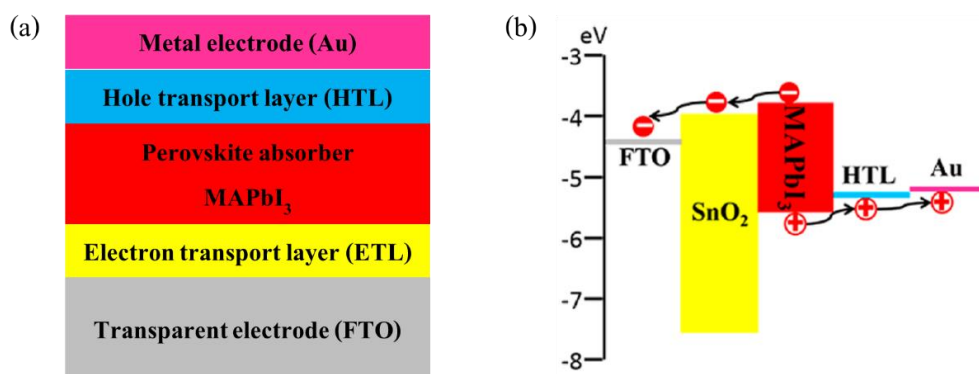 (a)
Metal electrode (Au)
Hole transport layer (HTL)
Perovskite absorber
MAPbI₃
Electron transport layer (ETL)
Transparent electrode (FTO)
(b)
eV
-3
-4
-5
-6
-7
-8
FTO
SnO₂
MAPbI₃
HTL
Au